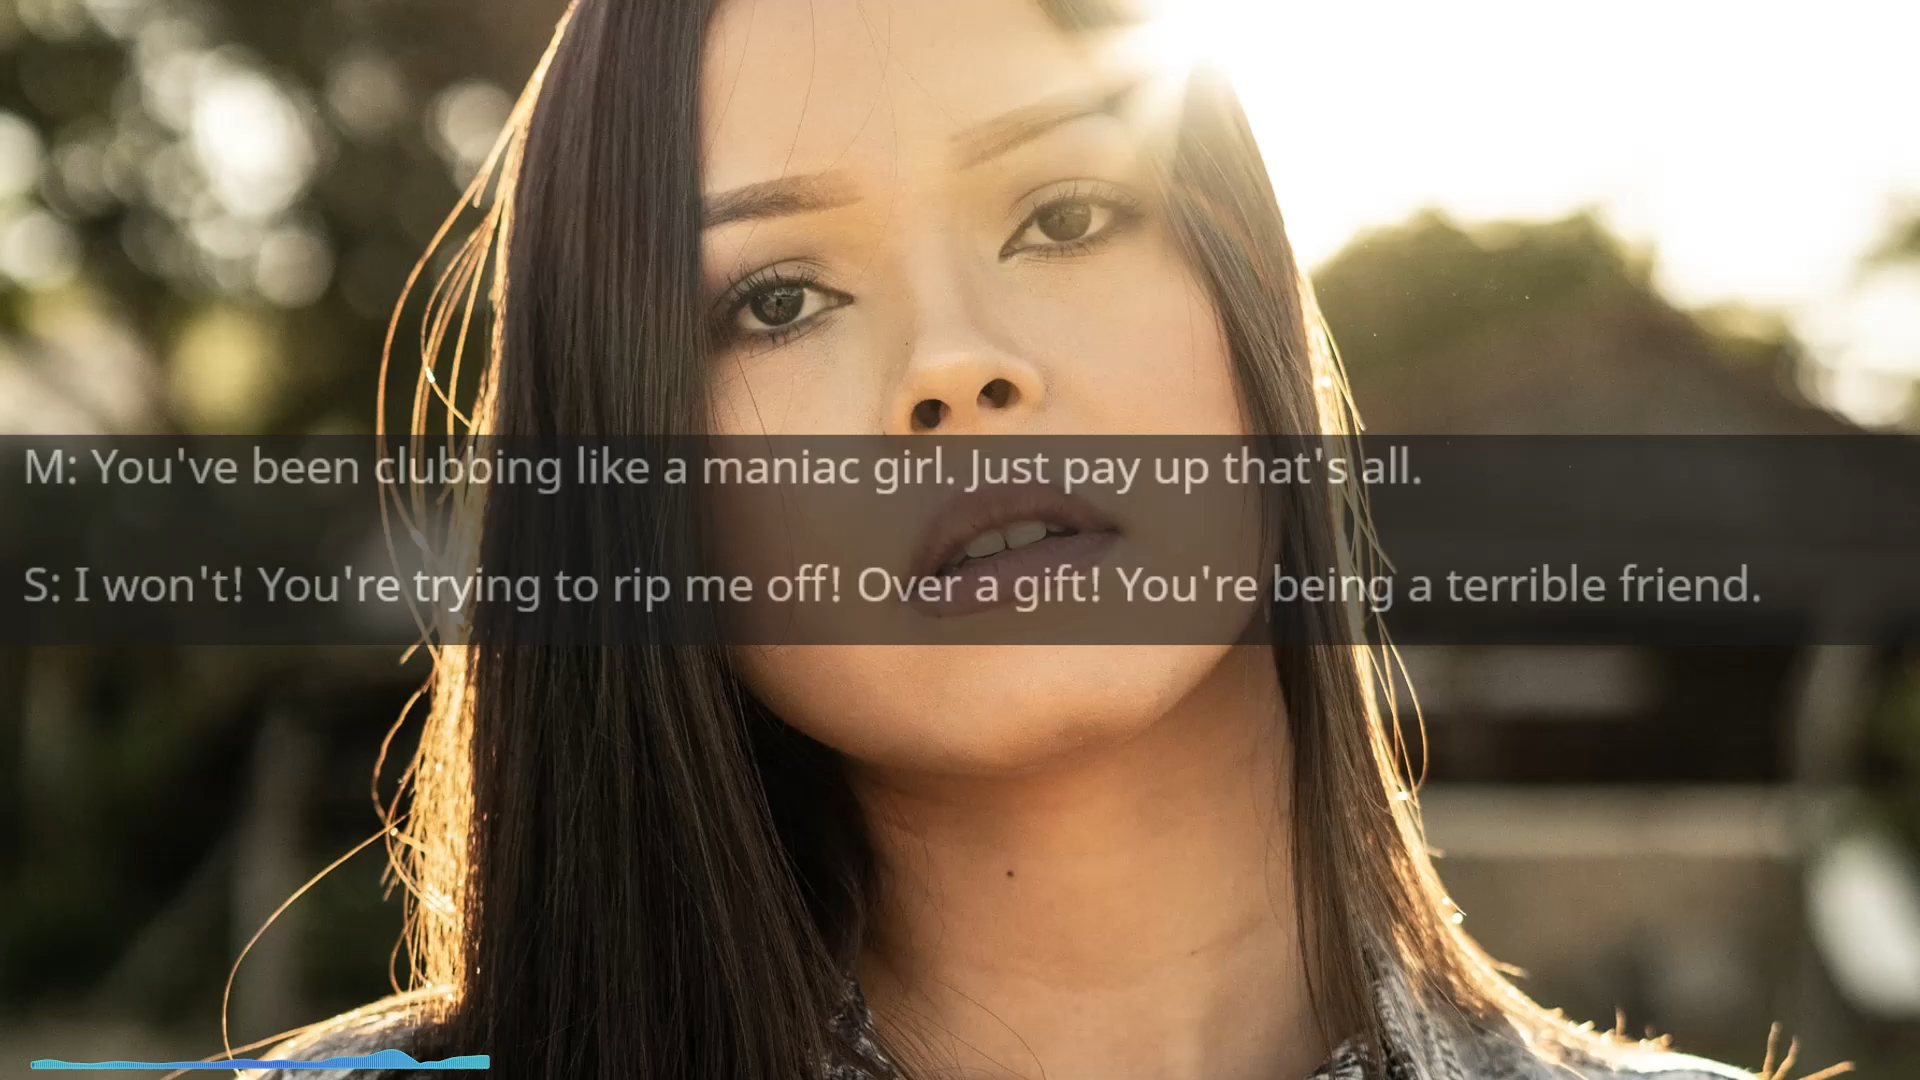 M: You've been clubbing like a maniac girl. Just pay up that's all.
S: I won't! You're trying to rip me off! Over a gift! You're being a terrible friend.